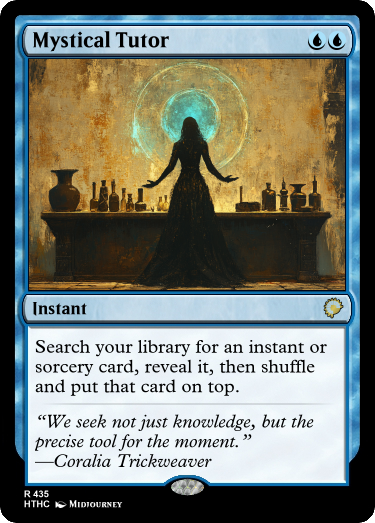 Mystical Tutor
Instant
Search your library for an instant or
sorcery card, reveal it, then shuffle
and put that card on top.
“We seek not just knowledge, but the
precise tool for the moment.”
—Coralia Trickweaver
R 435
HTHC Midjourney